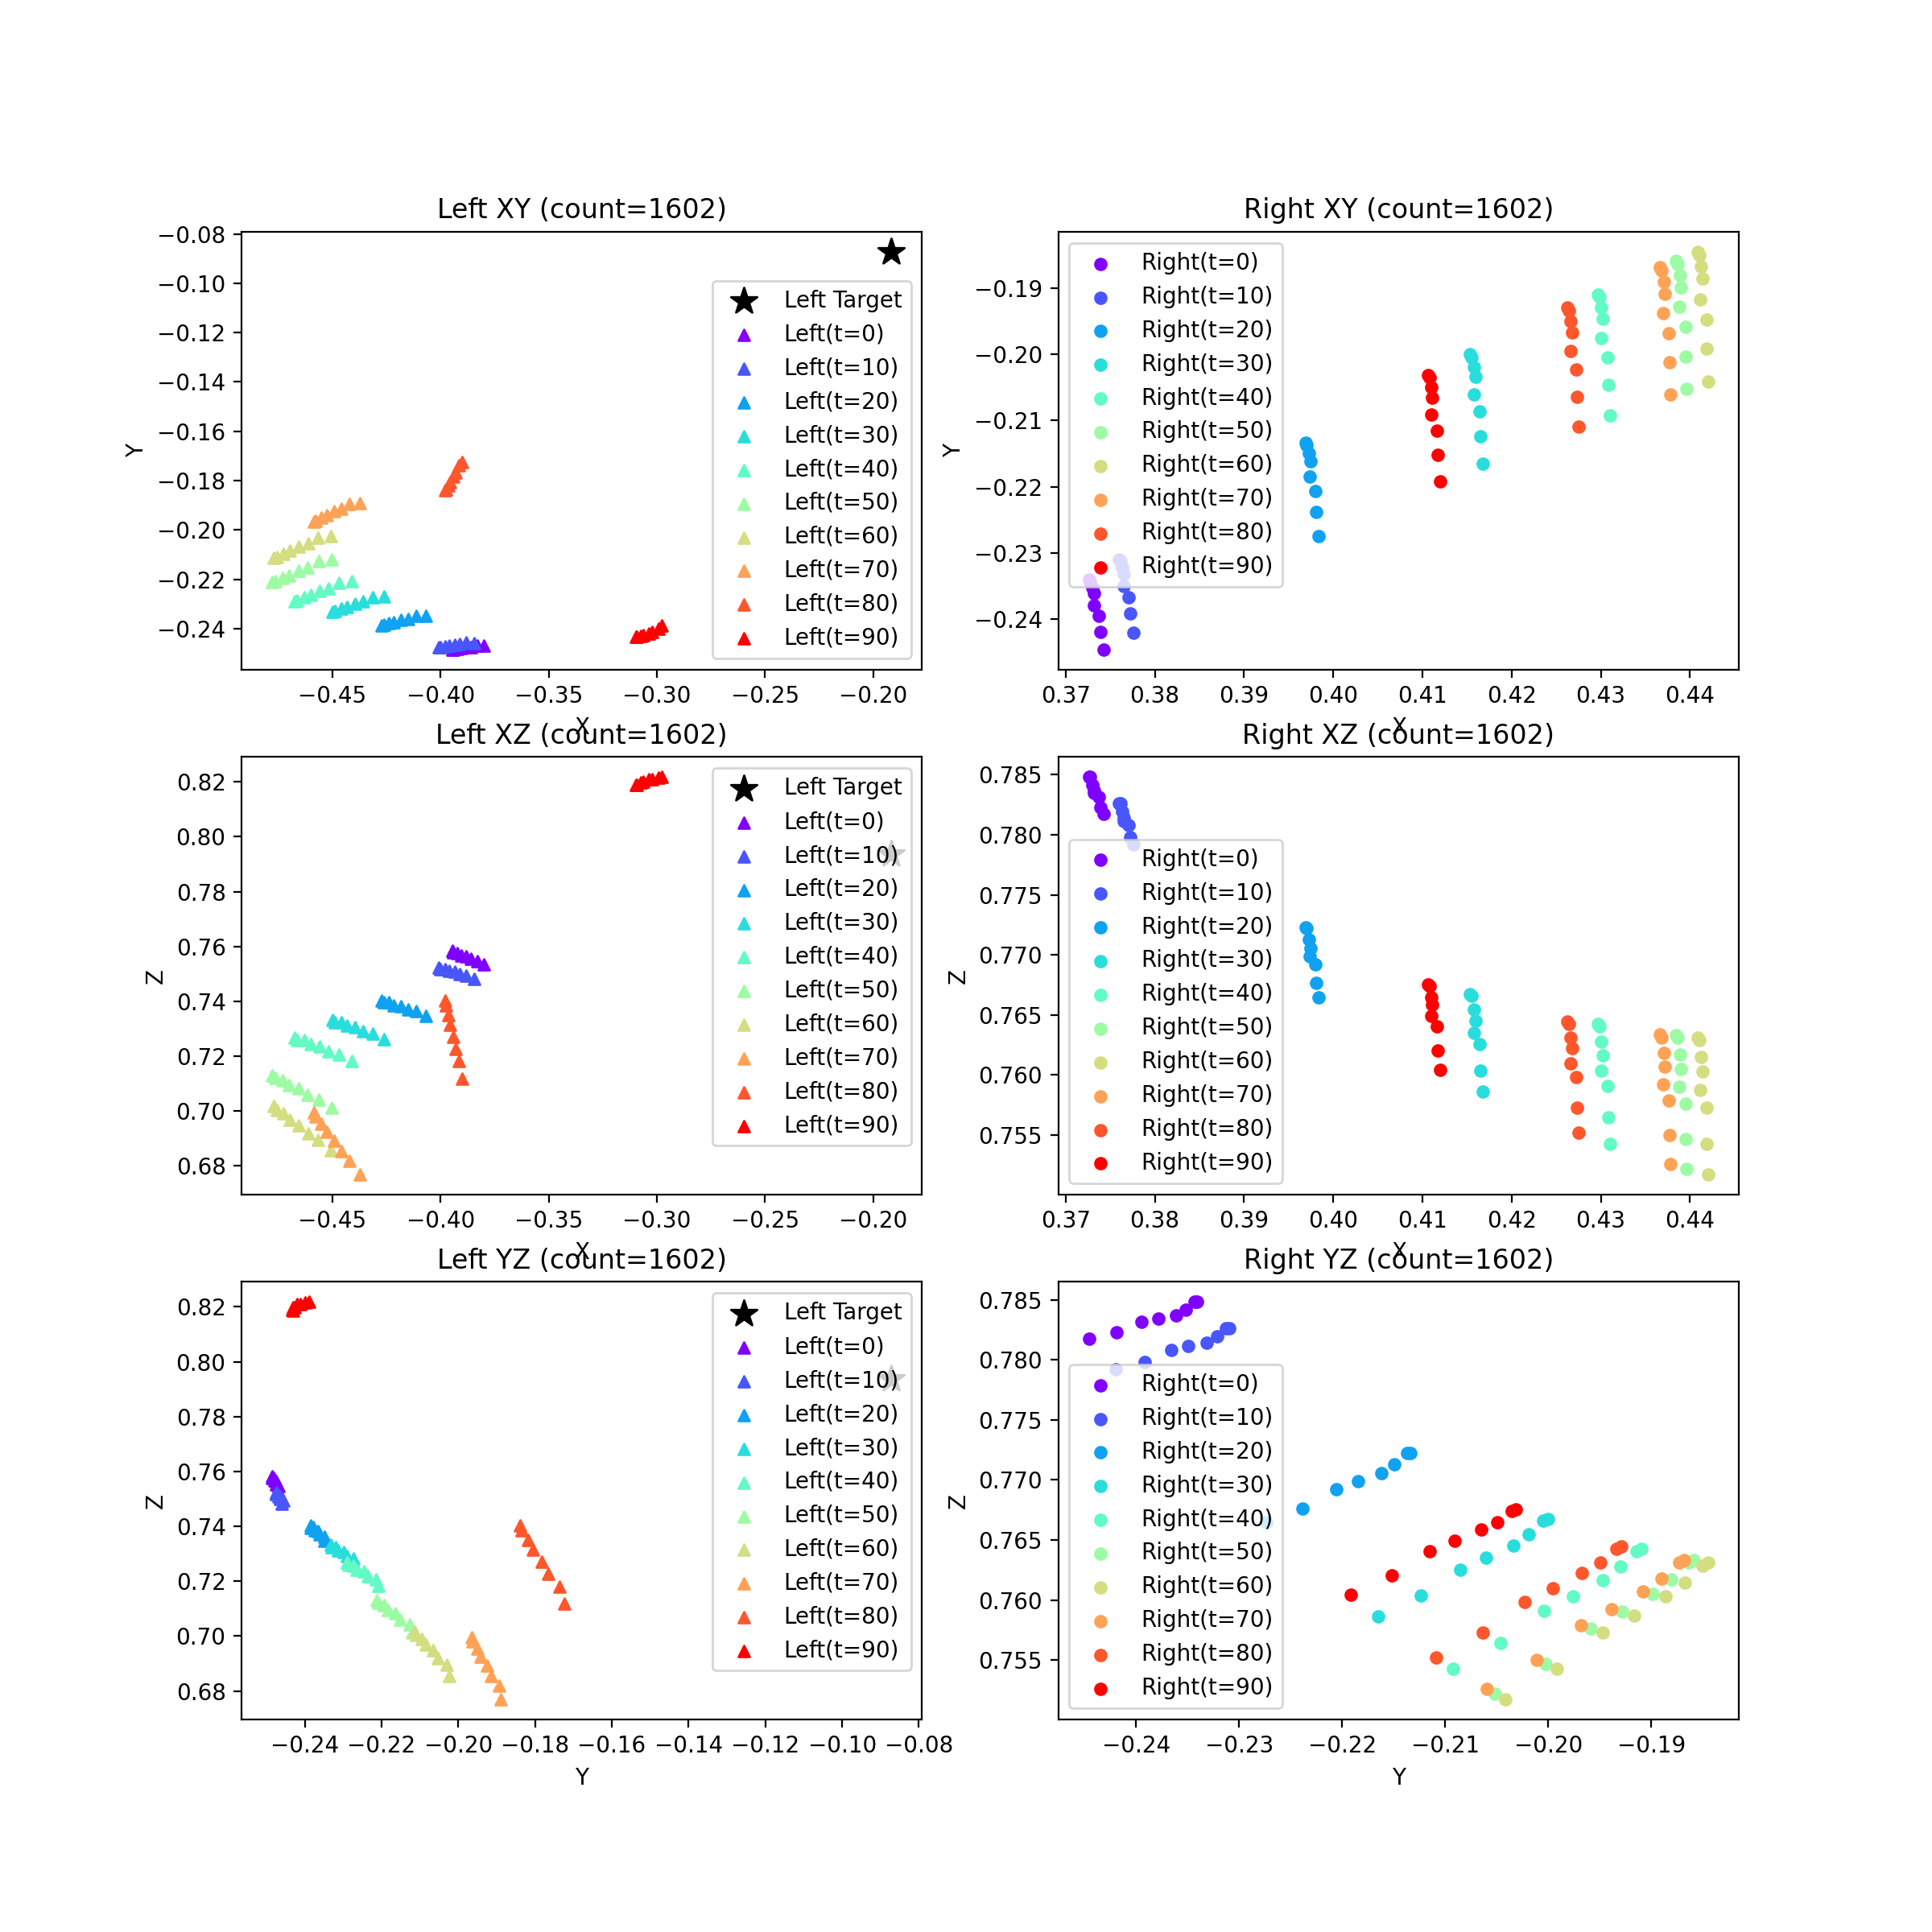 Left XY (count=1602)
Y
−0.08
−0.10
−0.12
−0.14
−0.16
−0.18
−0.20
−0.22
−0.24
Left Target
Left(t=0)
Left(t=10)
Left(t=20)
Left(t=30)
Left(t=40)
Left(t=50)
Left(t=60)
Left(t=70)
Left(t=80)
Left(t=90)
−0.45 −0.40 −0.35 −0.30 −0.25 −0.20
X
Right XY (count=1602)
Y
−0.19
−0.20
−0.21
−0.22
−0.23
−0.24
Right(t=0)
Right(t=10)
Right(t=20)
Right(t=30)
Right(t=40)
Right(t=50)
Right(t=60)
Right(t=70)
Right(t=80)
Right(t=90)
0.37 0.38 0.39 0.40 0.41 0.42 0.43 0.44
X
Left XZ (count=1602)
Z
0.82
0.80
0.78
0.76
0.74
0.72
0.70
0.68
Left Target
Left(t=0)
Left(t=10)
Left(t=20)
Left(t=30)
Left(t=40)
Left(t=50)
Left(t=60)
Left(t=70)
Left(t=80)
Left(t=90)
−0.45 −0.40 −0.35 −0.30 −0.25 −0.20
X
Right XZ (count=1602)
Z
0.785
0.780
0.775
0.770
0.765
0.760
0.755
Right(t=0)
Right(t=10)
Right(t=20)
Right(t=30)
Right(t=40)
Right(t=50)
Right(t=60)
Right(t=70)
Right(t=80)
Right(t=90)
0.37 0.38 0.39 0.40 0.41 0.42 0.43 0.44
X
Left YZ (count=1602)
Z
0.82
0.80
0.78
0.76
0.74
0.72
0.70
0.68
Left Target
Left(t=0)
Left(t=10)
Left(t=20)
Left(t=30)
Left(t=40)
Left(t=50)
Left(t=60)
Left(t=70)
Left(t=80)
Left(t=90)
−0.24 −0.22 −0.20 −0.18 −0.16 −0.14 −0.12 −0.10 −0.08
Y
Right YZ (count=1602)
Z
0.785
0.780
0.775
0.770
0.765
0.760
0.755
Right(t=0)
Right(t=10)
Right(t=20)
Right(t=30)
Right(t=40)
Right(t=50)
Right(t=60)
Right(t=70)
Right(t=80)
Right(t=90)
−0.24 −0.23 −0.22 −0.21 −0.20 −0.19
Y